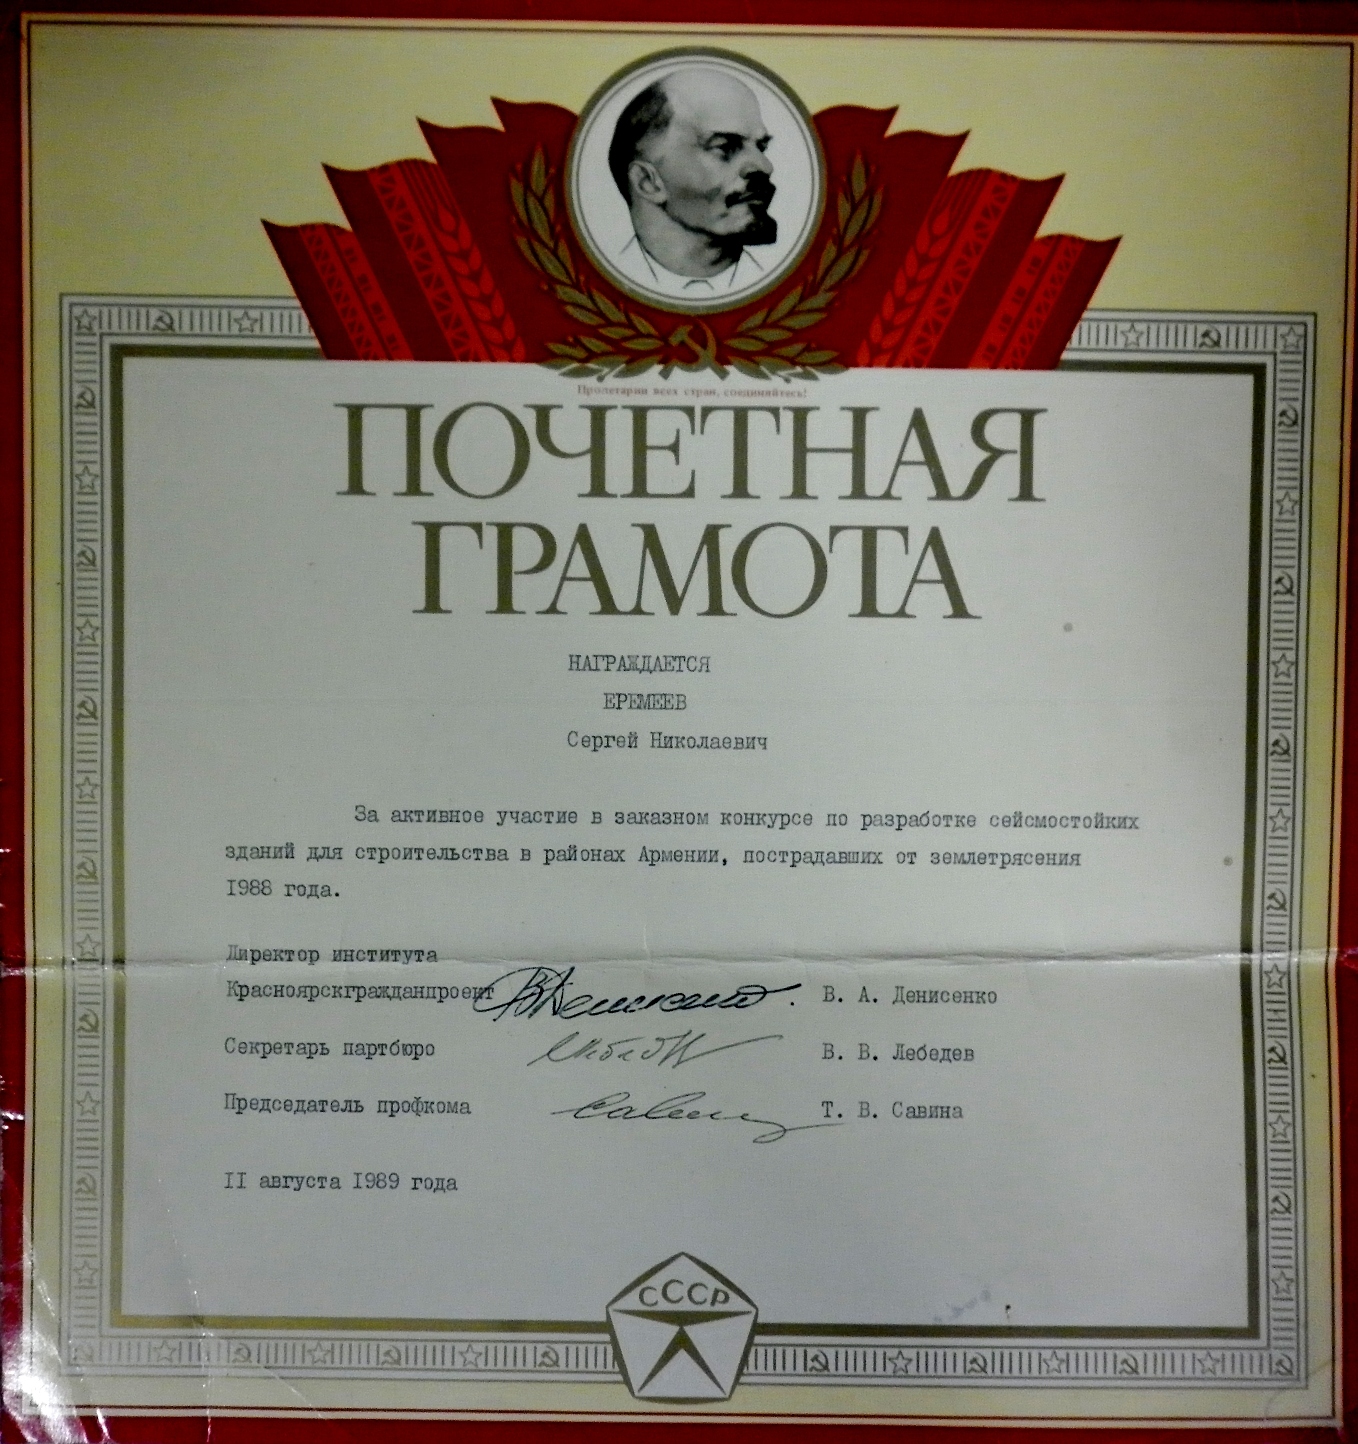 Пролетарии всех стран, соединяйтесь!
ПОЧЕТНАЯ
ГРАМОТА
НАГРАЖДАЕТСЯ
ЕРЕМЕЕВ
Сергей Николаевич
За активное участие в заказном конкурсе по разработке сейсмостойких
зданий для строительства в районах Армении, пострадавших от землетрясения
I988 года.
Директор института
Красноярскгражданпроект В. А. Денисенко
Секретарь партбюро В. В. Лебедев
Председатель профкома Т. В. Савина
II августа I989 года
СССР